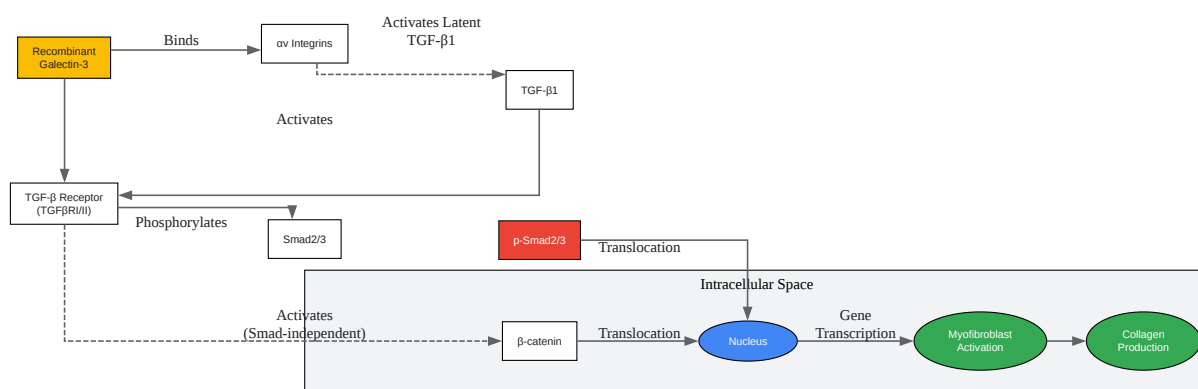 Recombinant
Galectin-3
Binds
αv Integrins
Activates Latent
TGF-β1
TGF-β1
Activates
TGF-β Receptor
(TGFβRI/II)
Phosphorylates
Smad2/3
p-Smad2/3
Translocation
Intracellular Space
Activates
(Smad-independent)
β-catenin
Translocation
Nucleus
Gene
Transcription
Myofibroblast
Activation
Collagen
Production